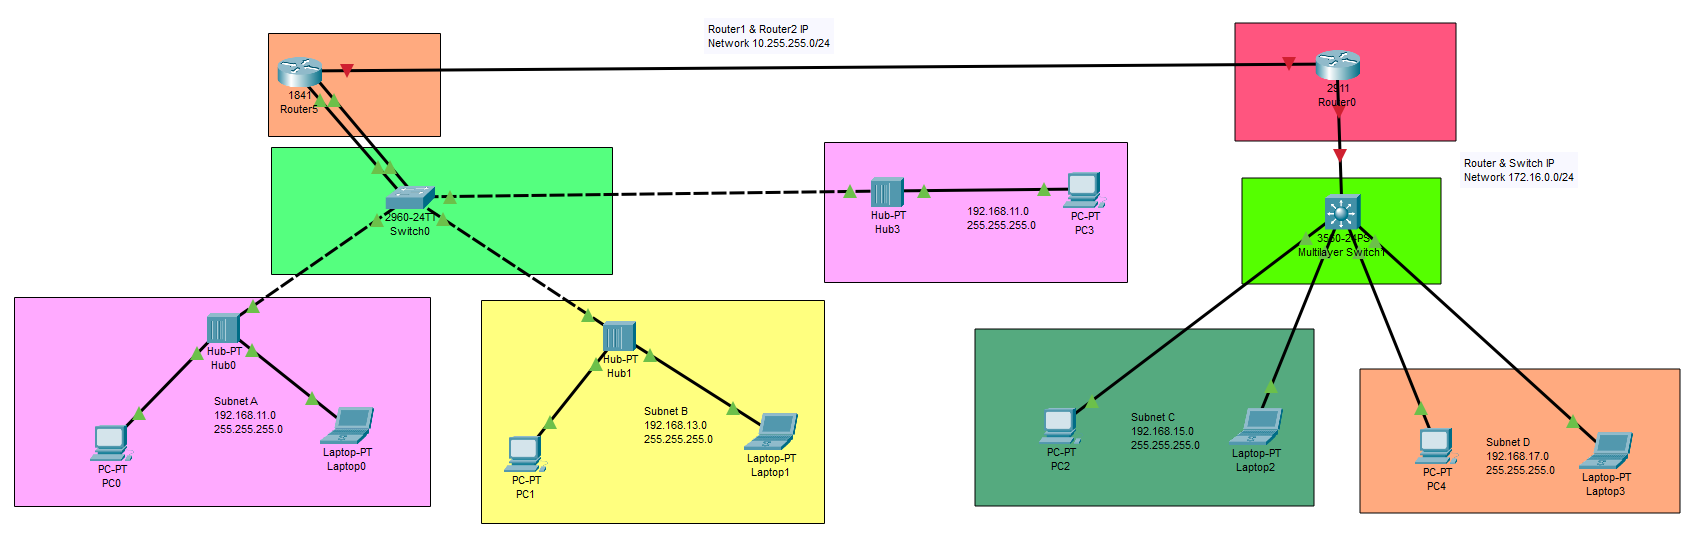 Router1 & Router2 IP
Network 10.255.255.0/24
1841
Router5
2911
Router0
Router & Switch IP
Network 172.16.0.0/24
2960-24TT
Switch0
Hub-PT
Hub3
192.168.11.0
255.255.255.0
PC-PT
PC3
3560-24PS
Multilayer Switch1
Hub-PT
Hub0
Subnet A
192.168.11.0
255.255.255.0
PC-PT
PC0
Laptop-PT
Laptop0
Hub-PT
Hub1
Subnet B
192.168.13.0
255.255.255.0
PC-PT
PC1
Laptop-PT
Laptop1
PC-PT
PC2
Subnet C
192.168.15.0
255.255.255.0
Laptop-PT
Laptop2
PC-PT
PC4
Subnet D
192.168.17.0
255.255.255.0
Laptop-PT
Laptop3